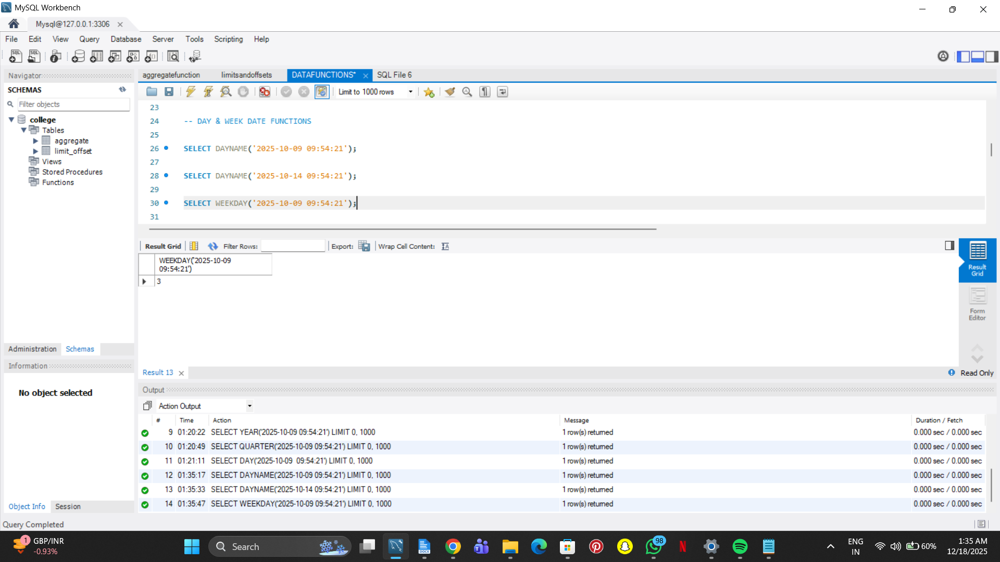 MySQL Workbench
Mysql@127.0.0.1:3306
File Edit View Query Database Server Tools Scripting Help
Navigator
SCHEMAS
Filter objects
college
Tables
aggregate
limit_offset
Views
Stored Procedures
Functions
Administration Schemas
Information
No object selected
Object Info Session
Query Completed
aggregatefunction limitsandoffsets DATAFUNCTIONS* SQL File 6
Limit to 1000 rows
23
24 -- DAY & WEEK DATE FUNCTIONS
25
26 SELECT DAYNAME('2025-10-09 09:54:21');
27
28 SELECT DAYNAME('2025-10-14 09:54:21');
29
30 SELECT WEEKDAY('2025-10-09 09:54:21');
31
Result Grid Filter Rows: Export: Wrap Cell Content:
WEEKDAY('2025-10-09
09:54:21')
3
Result
Grid
Form
Editor
Result 13
Read Only
Output
Action Output
# Time Action Message Duration / Fetch
9 01:20:22 SELECT YEAR('2025-10-09 09:54:21') LIMIT 0, 1000 1 row(s) returned 0.000 sec / 0.000 sec
10 01:20:49 SELECT QUARTER('2025-10-09 09:54:21') LIMIT 0, 1000 1 row(s) returned 0.000 sec / 0.000 sec
11 01:21:11 SELECT DAY('2025-10-09  09:54:21') LIMIT 0, 1000 1 row(s) returned 0.000 sec / 0.000 sec
12 01:35:17 SELECT DAYNAME('2025-10-09 09:54:21') LIMIT 0, 1000 1 row(s) returned 0.000 sec / 0.000 sec
13 01:35:33 SELECT DAYNAME('2025-10-14 09:54:21') LIMIT 0, 1000 1 row(s) returned 0.000 sec / 0.000 sec
14 01:35:47 SELECT WEEKDAY('2025-10-09 09:54:21') LIMIT 0, 1000 1 row(s) returned 0.000 sec / 0.000 sec
1
GBP/INR
-0.93%
Search
DOCX
98
ENG
IN
60%
1:35 AM
12/18/2025